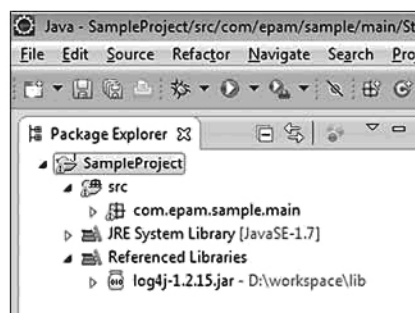 Java - SampleProject/src/com/epam/sample/main/St
File Edit Source Refactor Navigate Search Pro
Package Explorer
SampleProject
src
com.epam.sample.main
JRE System Library [JavaSE-1.7]
Referenced Libraries
log4j-1.2.15.jar - D:\workspace\lib